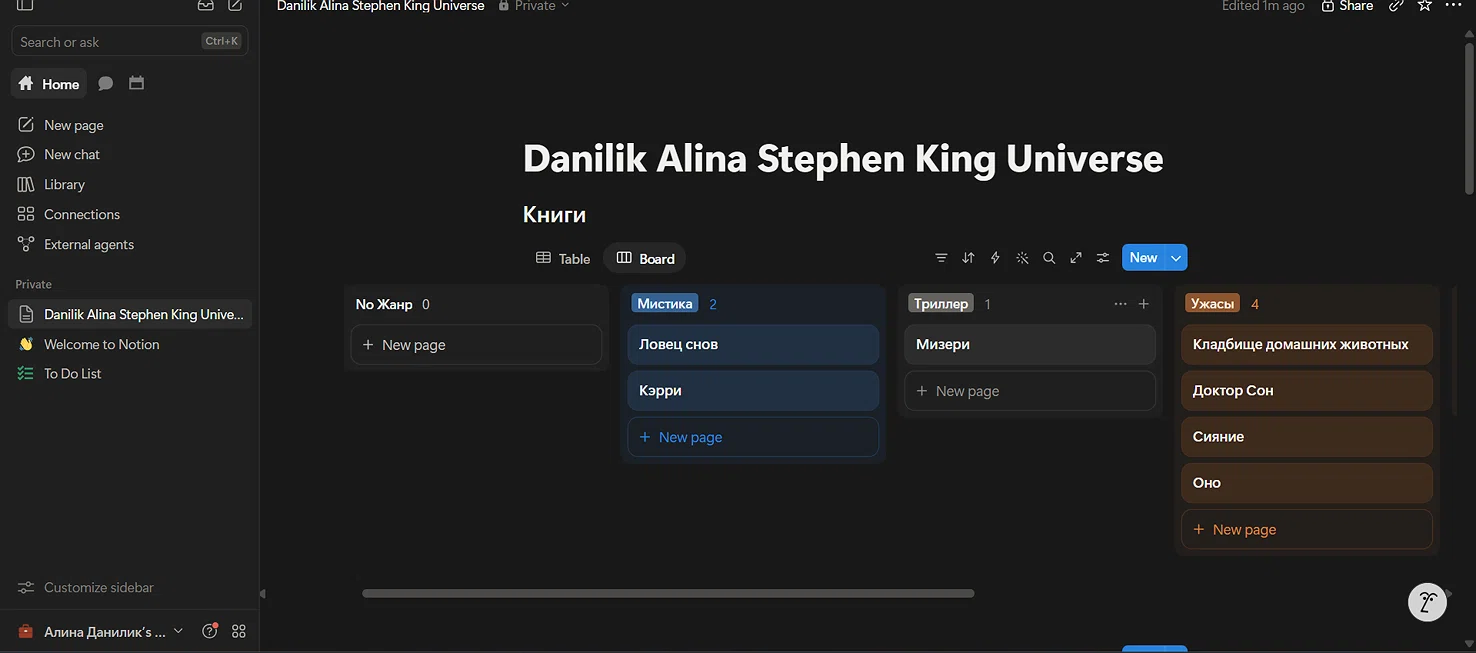 Danilik Alina Stephen King Universe Private
Edited 1m ago Share
Search or ask Ctrl+K
Home
New page
New chat
Library
Connections
External agents
Private
Danilik Alina Stephen King Unive...
Welcome to Notion
To Do List
Customize sidebar
Алина Данилик’s ...
Danilik Alina Stephen King Universe
Книги
Table Board
New
No Жанр 0
New page
Мистика 2
Ловец снов
Кэрри
New page
Триллер 1
Мизери
New page
Ужасы 4
Кладбище домашних животных
Доктор Сон
Сияние
Оно
New page